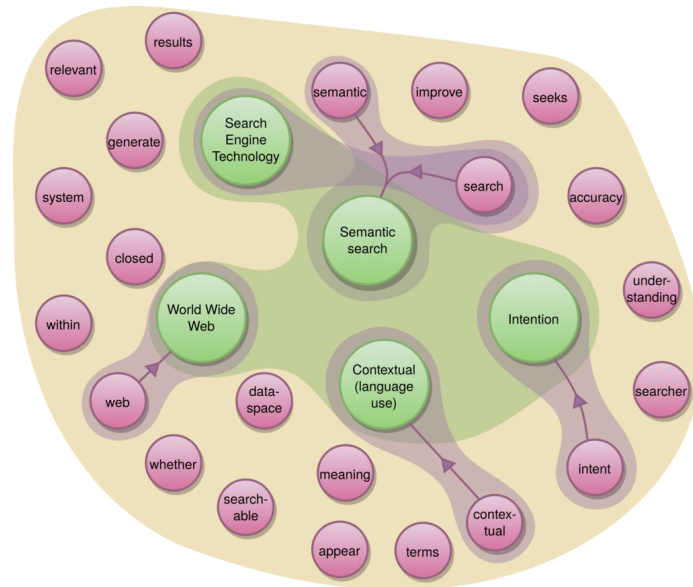 results
relevant
semantic
improve
seeks
Search
Engine
Technology
generate
search
system
accuracy
Semantic
search
closed
under-
standing
World Wide
Web
Intention
within
Contextual
(language
use)
searcher
web
data-
space
whether
meaning
intent
search-
able
contex-
tual
appear
terms